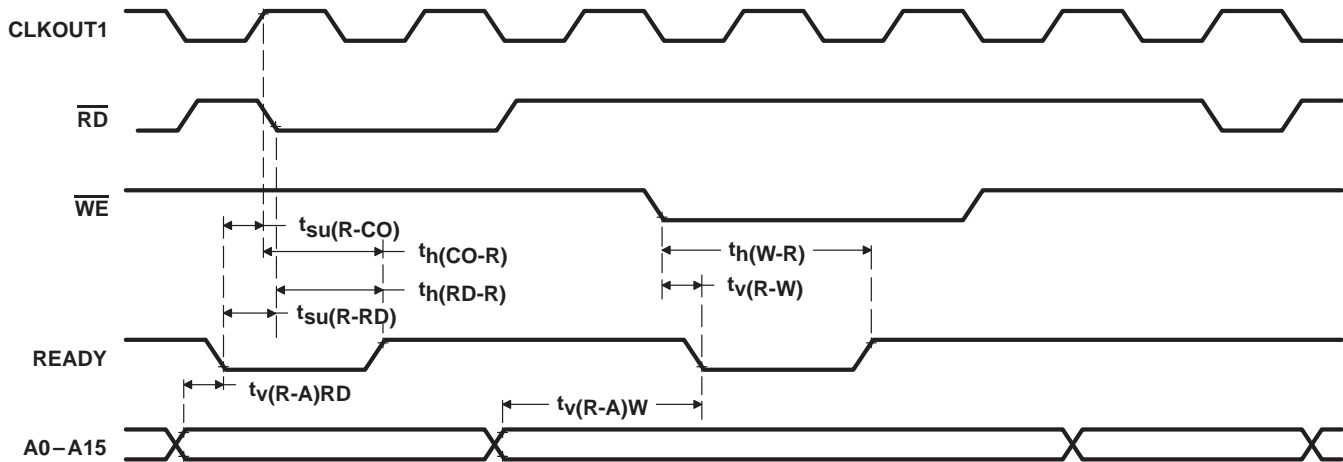 CLKOUT1
RD
WE
tsu(R-CO)
th(CO-R)
th(W-R)
th(RD-R)
tv(R-W)
tsu(R-RD)
READY
tv(R-A)RD
tv(R-A)W
A0–A15